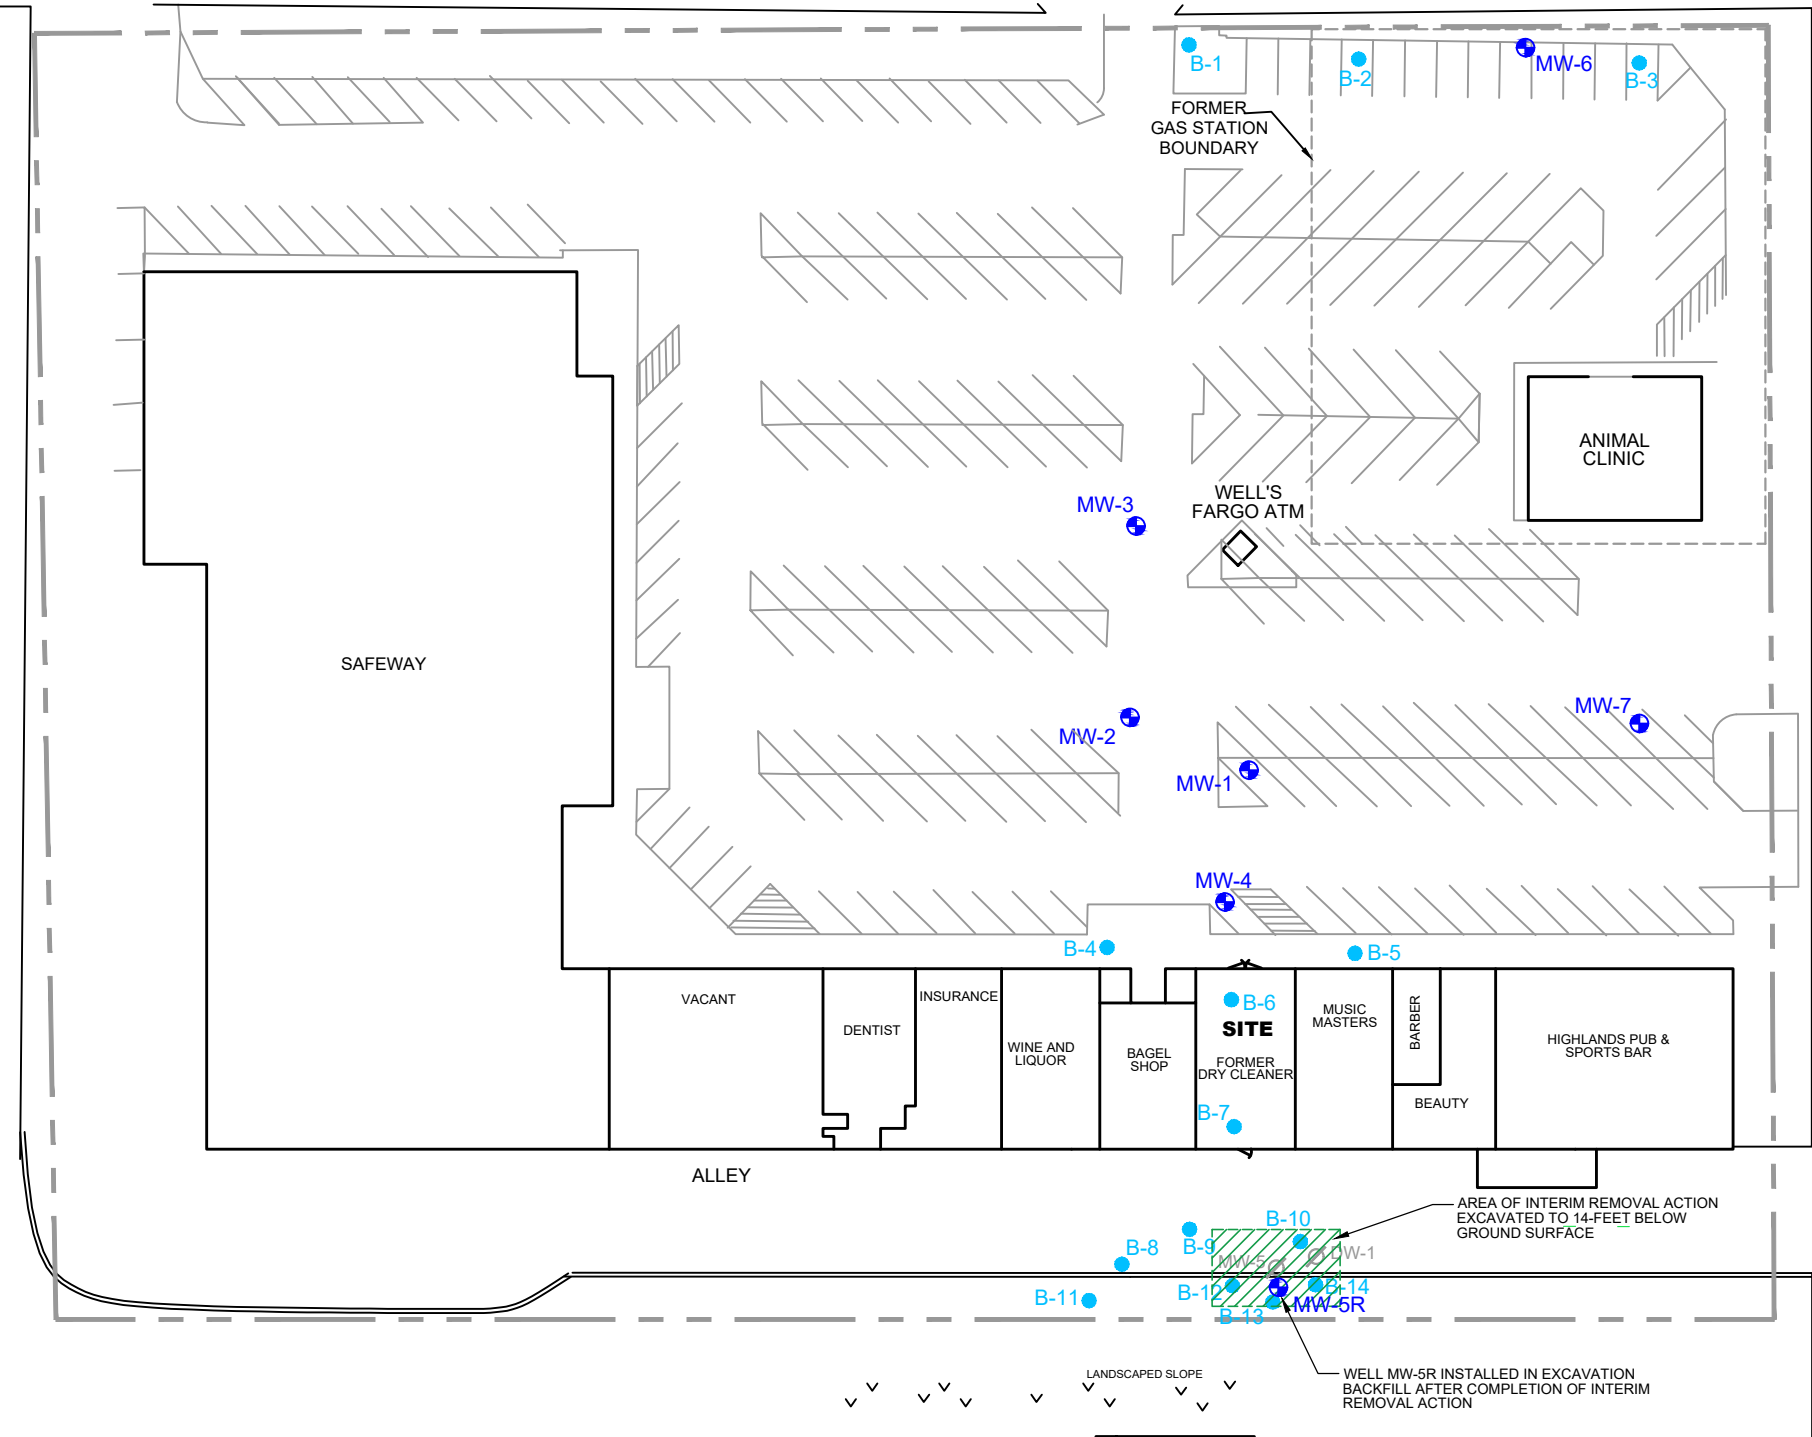 B-1
B-2
MW-6
B-3
FORMER
GAS STATION
BOUNDARY
ANIMAL
CLINIC
WELL'S
FARGO ATM
MW-3
SAFEWAY
MW-2
MW-7
MW-1
MW-4
B-4
B-5
VACANT
DENTIST
INSURANCE
WINE AND
LIQUOR
BAGEL
SHOP
B-6
SITE
FORMER
DRY CLEANER
B-7
MUSIC
MASTERS
BARBER
BEAUTY
HIGHLANDS PUB &
SPORTS BAR
ALLEY
AREA OF INTERIM REMOVAL ACTION
EXCAVATED TO 14-FEET BELOW
GROUND SURFACE
B-8
B-9
B-10
MW-5
DW-1
B-11
B-12
B-13
B-14
MW-5R
LANDSCAPED SLOPE
WELL MW-5R INSTALLED IN EXCAVATION
BACKFILL AFTER COMPLETION OF INTERIM
REMOVAL ACTION